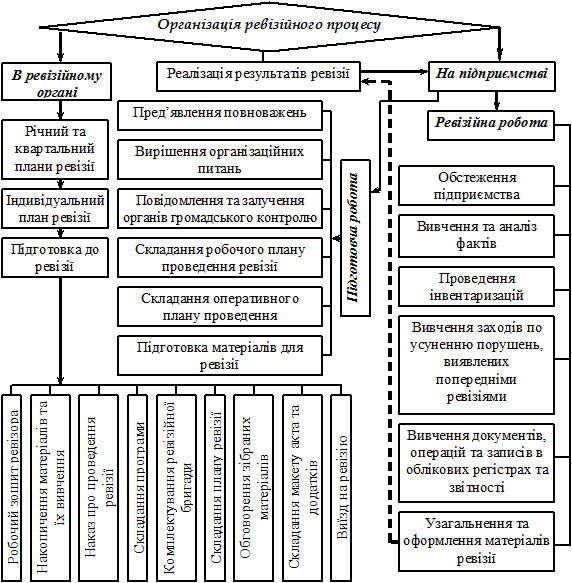 Організація ревізійного процесу
В ревізійному
органі
Реалізація результатів ревізії
На підприємстві
Річний та
квартальний
плани ревізії
Індивідуальний
план ревізії
Підготовка до
ревізії
Пред’явлення повноважень
Вирішення організаційних
питань
Повідомлення та залучення
органів громадського контролю
Складання робочого плану
проведення ревізії
Складання оперативного
плану проведення
Підготовка матеріалів для
ревізії
Підготовча робота
Ревізійна робота
Обстеження
підприємства
Вивчення та аналіз
фактів
Проведення
інвентаризацій
Вивчення заходів по
усуненню порушень,
виявлених
попередніми
ревізіями
Вивчення документів,
операцій та записів в
облікових регістрах та
звітності
Узагальнення та
оформлення матеріалів
ревізії
Робочий зошит ревізора
Накопичення матеріалів та
їх вивчення
Наказ про проведення
ревізії
Складання програми
Комплектування ревізійної
бригади
Складання плану ревізії
Обговорення зібраних
матеріалів
Складання макету акта та
додатків
Виїзд на ревізію